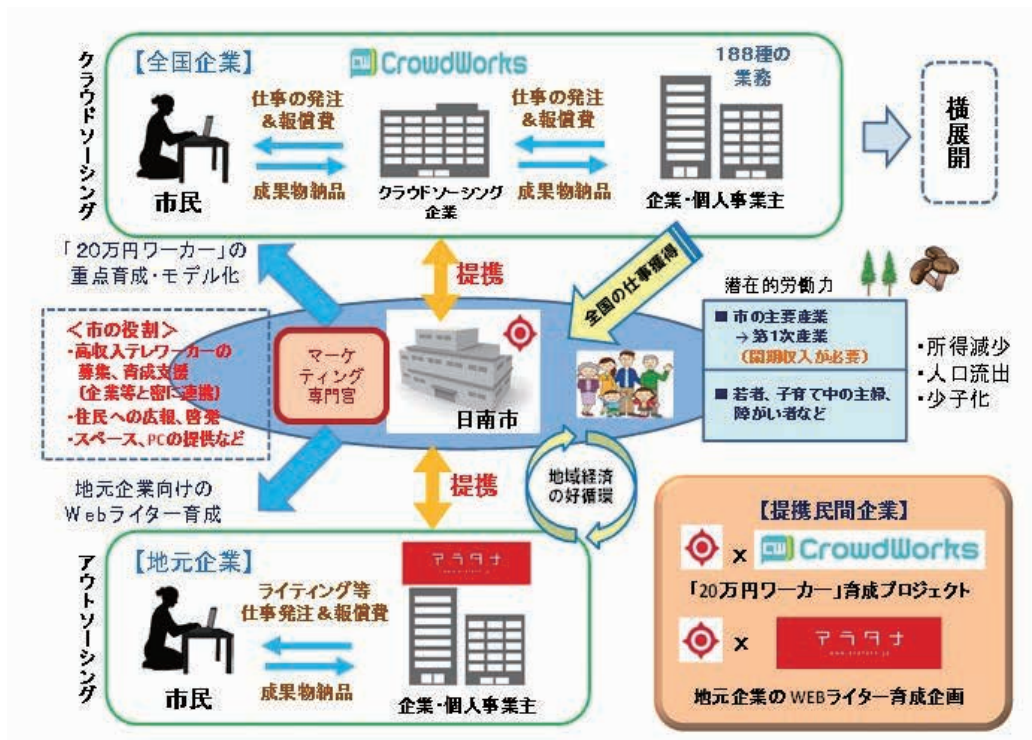 クラウドソーシング
【全国企業】
CrowdWorks
188種の
業務
仕事の発注
&報償費
仕事の発注
&報償費
成果物納品
成果物納品
市民
クラウドソーシング
企業
企業・個人事業主
横展開
「20万円ワーカー」の
重点育成・モデル化
提携
全国の仕事獲得
潜在的労働力
<市の役割>
・高収入テレワーカーの
募集、育成支援
(企業等と密に連携)
・住民への広報、啓発
・スペース、PCの提供など
マーケ
ティング
専門官
日南市
■ 市の主要産業
→ 第1次産業
(閑期収入が必要)
■ 若者、子育て中の主婦、
障がい者など
・所得減少
・人口流出
・少子化
地元企業向けの
Webライター育成
提携
地域経済
の好循環
アウトソーシング
【地元企業】
アラタナ
ライティング等
仕事発注&報償費
成果物納品
市民
企業・個人事業主
【提携民間企業】
x CrowdWorks
「20万円ワーカー」育成プロジェクト
x アラタナ
地元企業のWEBライター育成企画